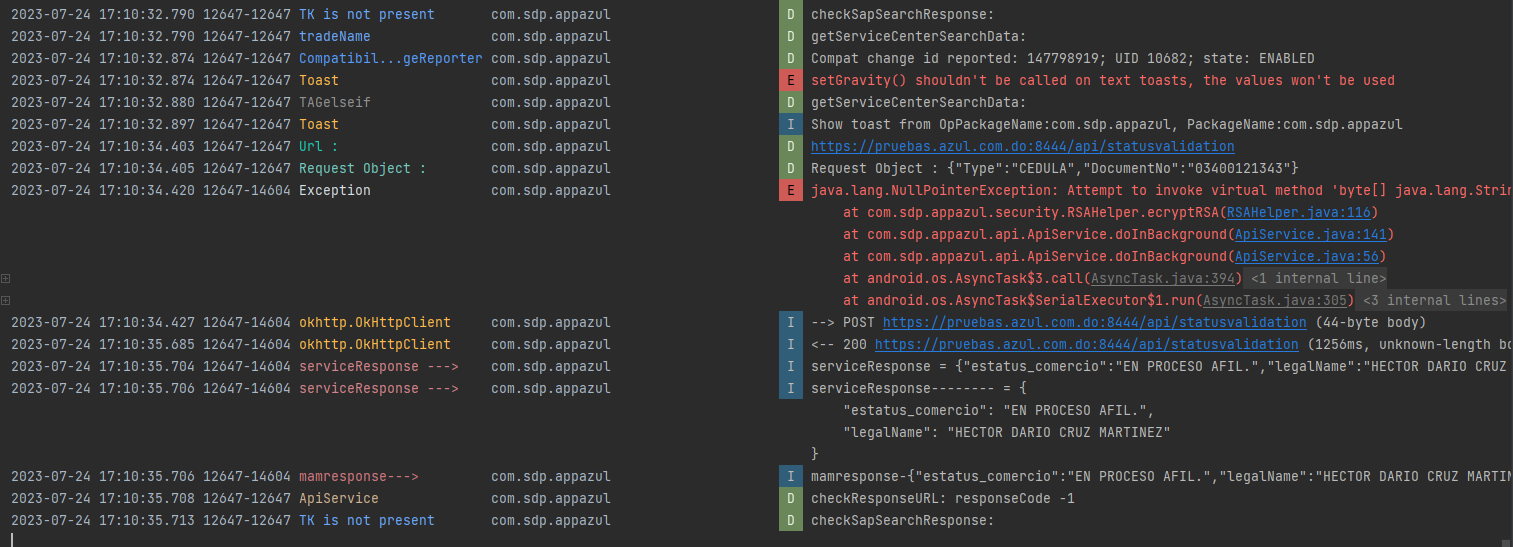 2023-07-24 17:10:32.790 12647-12647 TK is not present com.sdp.appazul D checkSapSearchResponse:
2023-07-24 17:10:32.790 12647-12647 tradeName com.sdp.appazul D getServiceCenterSearchData:
2023-07-24 17:10:32.874 12647-12647 Compatibil...geReporter com.sdp.appazul D Compat change id reported: 147798919; UID 10682; state: ENABLED
2023-07-24 17:10:32.874 12647-12647 Toast com.sdp.appazul E setGravity() shouldn't be called on text toasts, the values won't be used
2023-07-24 17:10:32.880 12647-12647 TAGelseif com.sdp.appazul D getServiceCenterSearchData:
2023-07-24 17:10:32.897 12647-12647 Toast com.sdp.appazul I Show toast from OpPackageName:com.sdp.appazul, PackageName:com.sdp.appazul
2023-07-24 17:10:34.403 12647-12647 Url : com.sdp.appazul D https://pruebas.azul.com.do:8444/api/statusvalidation
2023-07-24 17:10:34.405 12647-12647 Request Object : com.sdp.appazul D Request Object : {"Type":"CEDULA","DocumentNo":"03400121343"}
2023-07-24 17:10:34.420 12647-14604 Exception com.sdp.appazul E java.lang.NullPointerException: Attempt to invoke virtual method 'byte[] java.lang.Strin
at com.sdp.appazul.security.RSAHelper.ecryptRSA(RSAHelper.java:116)
at com.sdp.appazul.api.ApiService.doInBackground(ApiService.java:141)
at com.sdp.appazul.api.ApiService.doInBackground(ApiService.java:56)
at android.os.AsyncTask$3.call(AsyncTask.java:394) <1 internal line>
at android.os.AsyncTask$SerialExecutor$1.run(AsyncTask.java:305) <3 internal lines>
2023-07-24 17:10:34.427 12647-14604 okhttp.OkHttpClient com.sdp.appazul I --> POST https://pruebas.azul.com.do:8444/api/statusvalidation (44-byte body)
2023-07-24 17:10:35.685 12647-14604 okhttp.OkHttpClient com.sdp.appazul I <-- 200 https://pruebas.azul.com.do:8444/api/statusvalidation (1256ms, unknown-length bo
2023-07-24 17:10:35.704 12647-14604 serviceResponse ---> com.sdp.appazul I serviceResponse = {"estatus_comercio":"EN PROCESO AFIL.","legalName":"HECTOR DARIO CRUZ
2023-07-24 17:10:35.706 12647-14604 serviceResponse ---> com.sdp.appazul I serviceResponse-------- = {
"estatus_comercio": "EN PROCESO AFIL.",
"legalName": "HECTOR DARIO CRUZ MARTINEZ"
}
2023-07-24 17:10:35.706 12647-14604 mamresponse---> com.sdp.appazul I mamresponse-{"estatus_comercio":"EN PROCESO AFIL.","legalName":"HECTOR DARIO CRUZ MARTIN
2023-07-24 17:10:35.708 12647-12647 ApiService com.sdp.appazul D checkResponseURL: responseCode -1
2023-07-24 17:10:35.713 12647-12647 TK is not present com.sdp.appazul D checkSapSearchResponse: